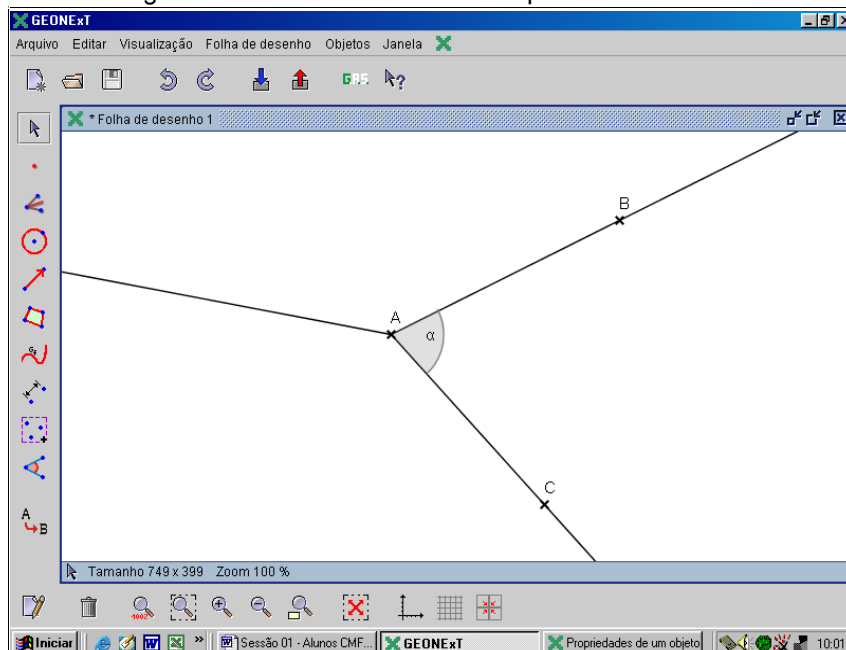 GEONExT
Arquivo Editar Visualização Folha de desenho Objetos Janela
* Folha de desenho 1
B
A
α
C
A
B
Tamanho 749 x 399 Zoom 100 %
100%
Iniciar » Sessão 01 - Alunos CMF... GEONExT Propriedades de um objeto 10:01